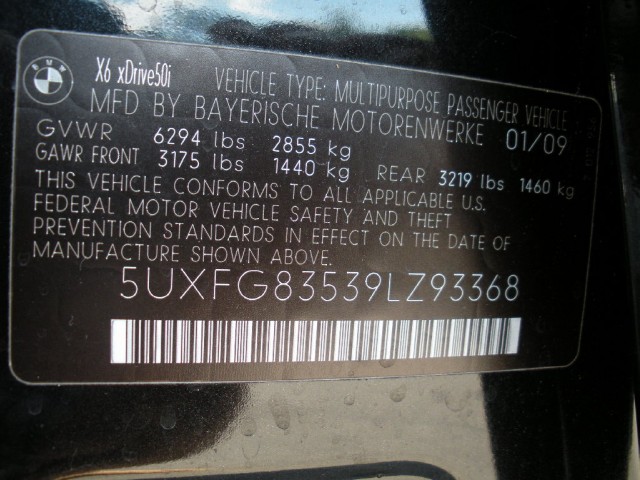 BMW
X6 xDrive50i VEHICLE TYPE: MULTIPURPOSE PASSENGER VEHICLE
MFD BY BAYERISCHE MOTORENWERKE 01/09
GVWR 6294 lbs 2855 kg
GAWR FRONT 3175 lbs 1440 kg REAR 3219 lbs 1460 kg
THIS VEHICLE CONFORMS TO ALL APPLICABLE U.S.
FEDERAL MOTOR VEHICLE SAFETY AND THEFT
PREVENTION STANDARDS IN EFFECT ON THE DATE OF
MANUFACTURE SHOWN ABOVE.
5UXFG83539LZ93368